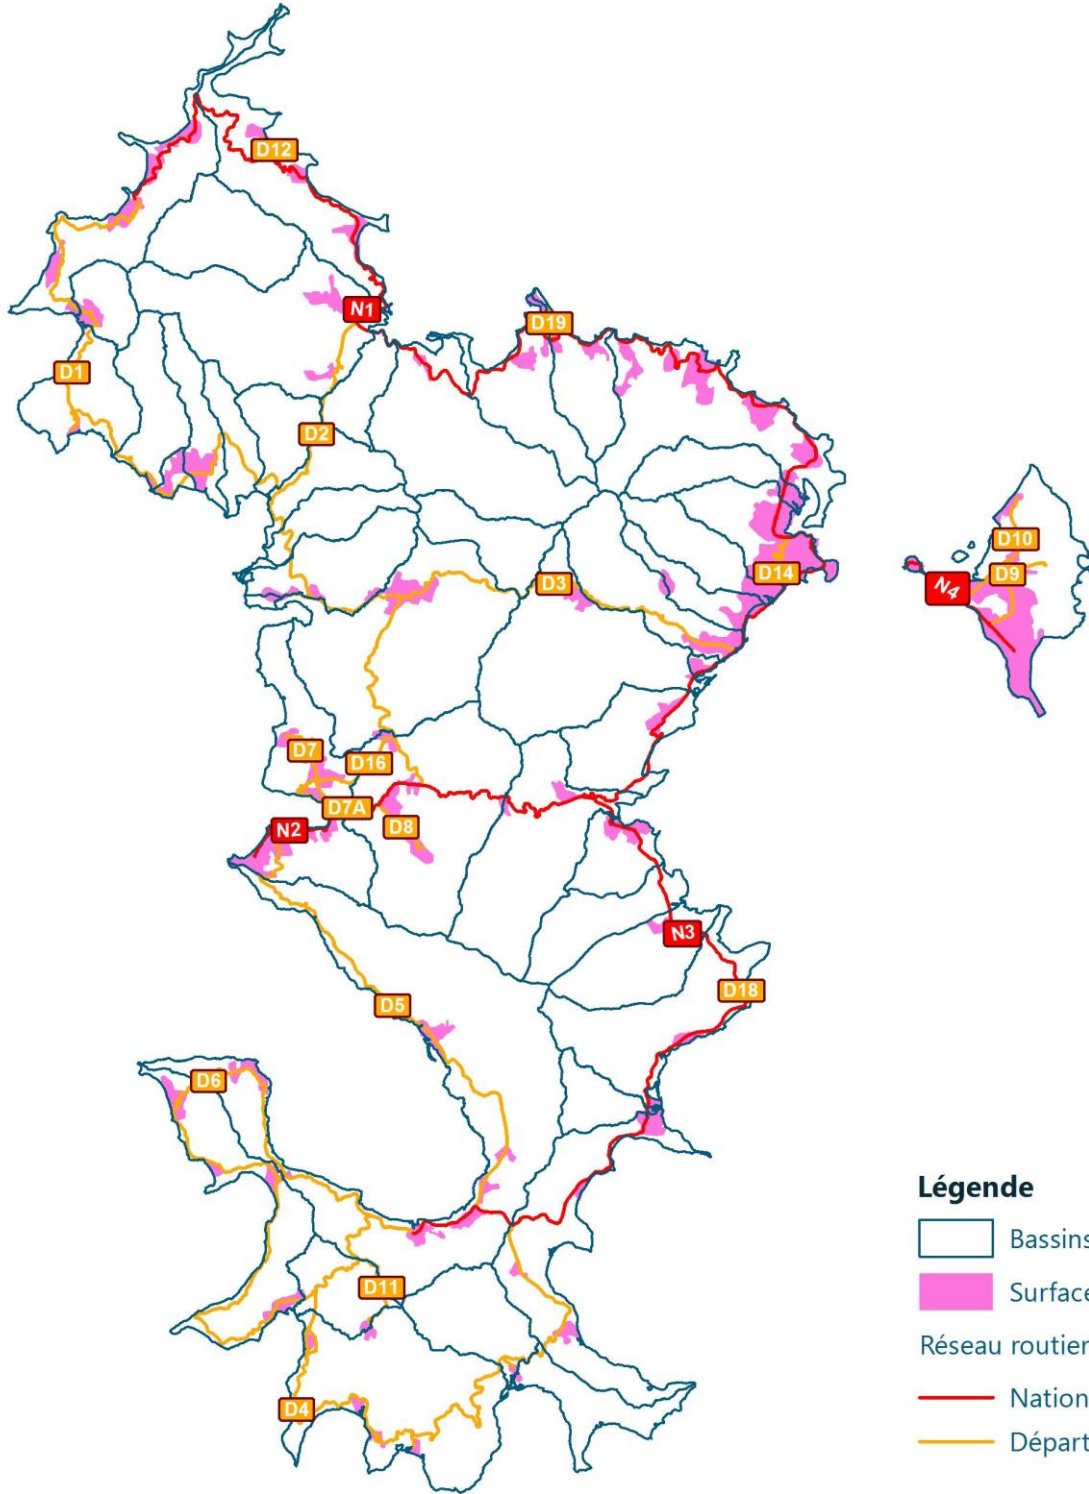 D12
N1
D19
D1
D2
D10
D3
D14
D9
N4
D7
D16
D7A
N2
D8
N3
D18
D5
D6
Légende
Bassins
Surface
D11
Réseau routier
Nation
D4
Départ